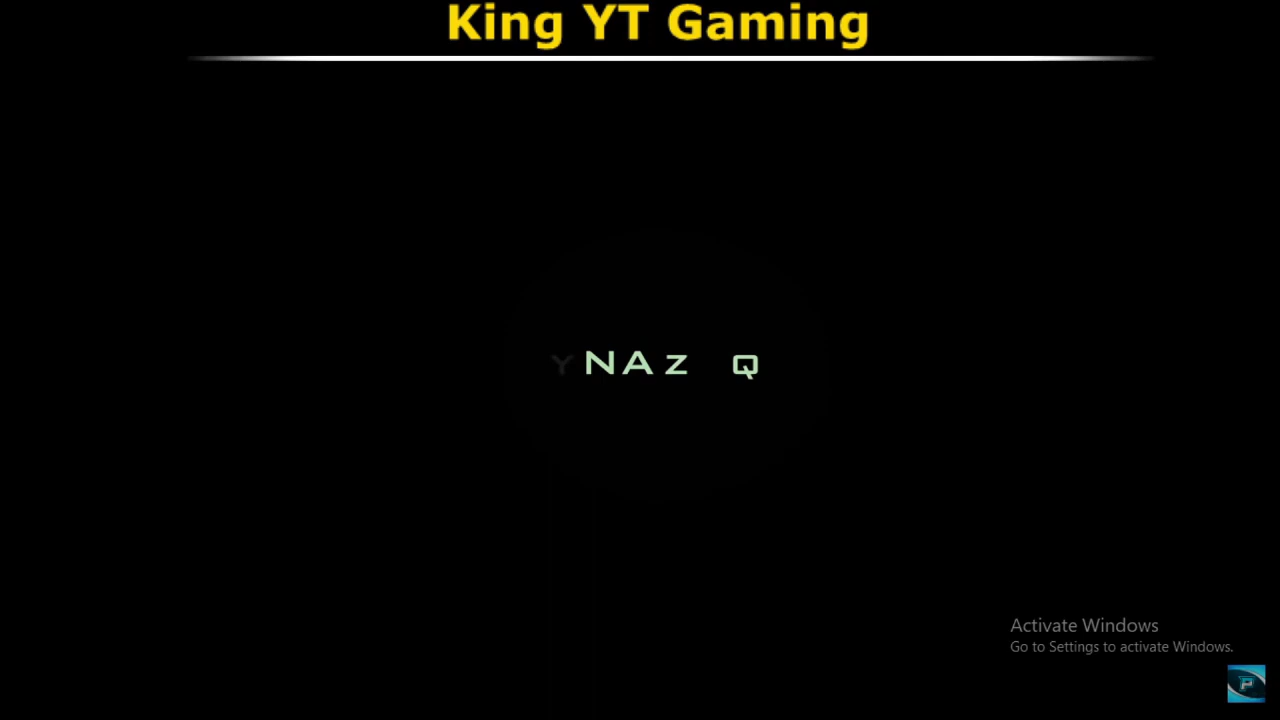 King YT Gaming
YNAZ Q
Activate Windows
Go to Settings to activate Windows.
P